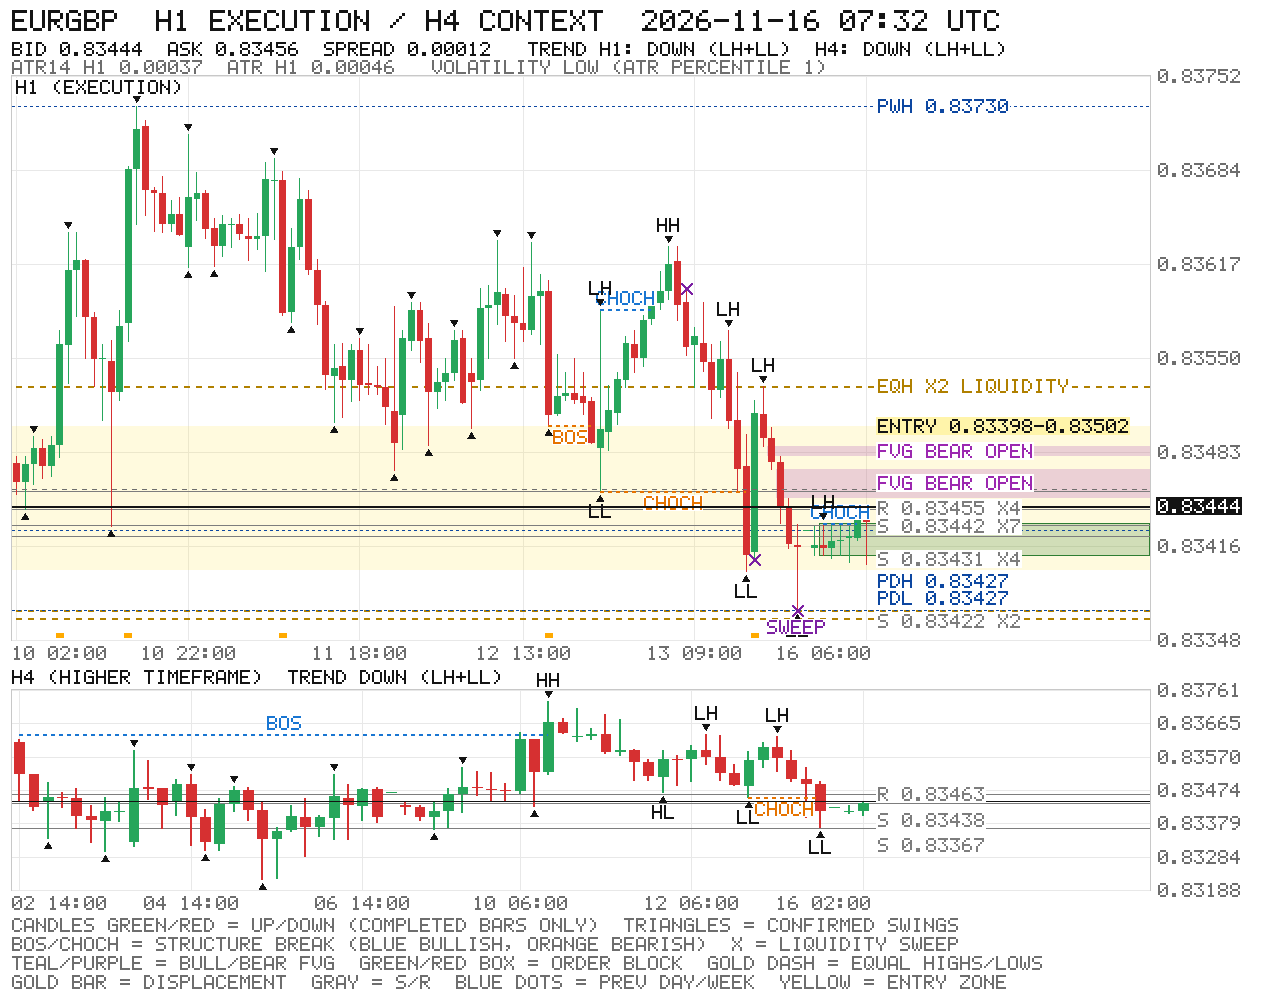 EURGBP  H1 EXECUTION / H4 CONTEXT  2026-11-16 07:32 UTC
BID 0.83444  ASK 0.83456  SPREAD 0.00012   TREND H1: DOWN (LH+LL)  H4: DOWN (LH+LL)
ATR14 H1 0.00037  ATR H1 0.00046   VOLATILITY LOW (ATR PERCENTILE 1)
H1 (EXECUTION)
0.83752
PWH 0.83730
0.83684
HH
0.83617
LH
CHOCH
LH
0.83550
LH
EQH X2 LIQUIDITY
ENTRY 0.83398-0.83502
BOS
FVG BEAR OPEN
0.83483
FVG BEAR OPEN
CHOCH
LH
R 0.83455 X4
0.83444
LL
CHOCH
S 0.83442 X7
0.83416
S 0.83431 X4
PDH 0.83427
LL
PDL 0.83427
S 0.83422 X2
SWEEP
0.83348
10 02:00  10 22:00  11 18:00  12 13:00  13 09:00  16 06:00
H4 (HIGHER TIMEFRAME)  TREND DOWN (LH+LL)
HH
0.83761
BOS
LH
LH
0.83665
0.83570
0.83474
R 0.83463
HL
LL
CHOCH
S 0.83438
0.83379
LL
S 0.83367
0.83284
0.83188
02 14:00  04 14:00  06 14:00  10 06:00  12 06:00  16 02:00
CANDLES GREEN/RED = UP/DOWN (COMPLETED BARS ONLY)  TRIANGLES = CONFIRMED SWINGS
BOS/CHOCH = STRUCTURE BREAK (BLUE BULLISH, ORANGE BEARISH)  X = LIQUIDITY SWEEP
TEAL/PURPLE = BULL/BEAR FVG  GREEN/RED BOX = ORDER BLOCK  GOLD DASH = EQUAL HIGHS/LOWS
GOLD BAR = DISPLACEMENT  GRAY = S/R  BLUE DOTS = PREV DAY/WEEK  YELLOW = ENTRY ZONE